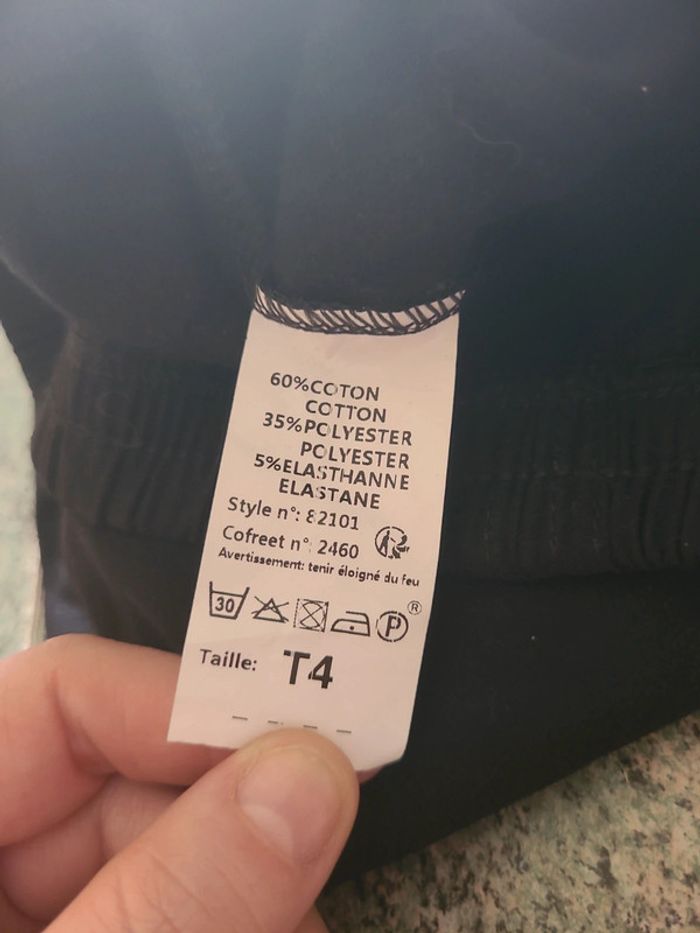 60%COTON
COTTON
35%POLYESTER
POLYESTER
5%ELASTHANNE
ELASTANE
Style n°: 82101
Cofreet n° 2460
Avertissement: tenir éloigné du feu
30 P ®
Taille: T4